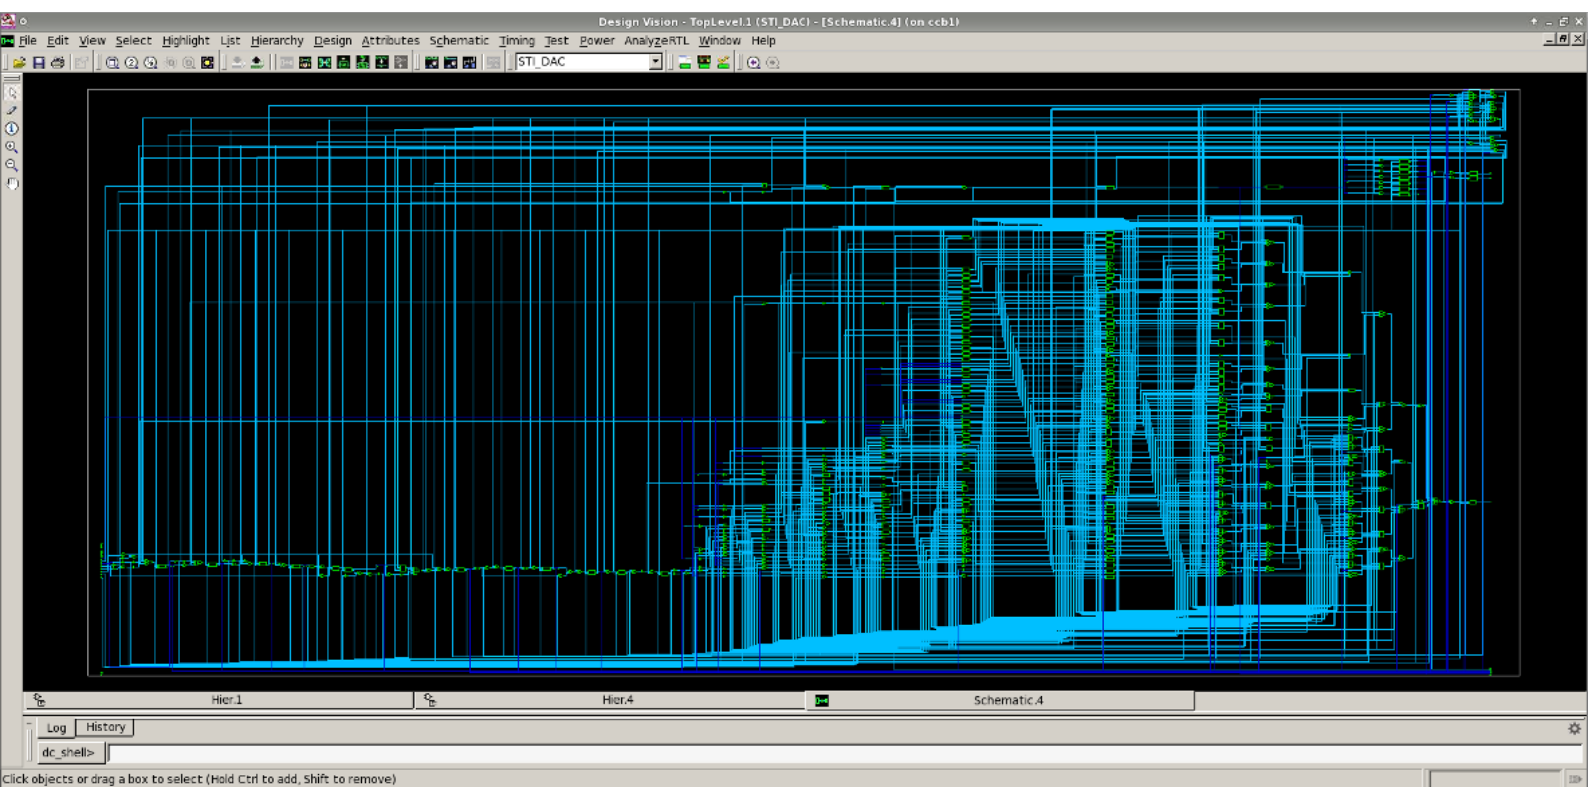 Design Vision - TopLevel.1 (STI_DAC) - [Schematic.4] (on ccb1)
File Edit View Select Highlight List Hierarchy Design Attributes Schematic Timing Test Power AnalyzeRTL Window Help
STI_DAC
Hier.1 Hier.4 Schematic.4
Log History
dc_shell>
Click objects or drag a box to select (Hold Ctrl to add, Shift to remove)